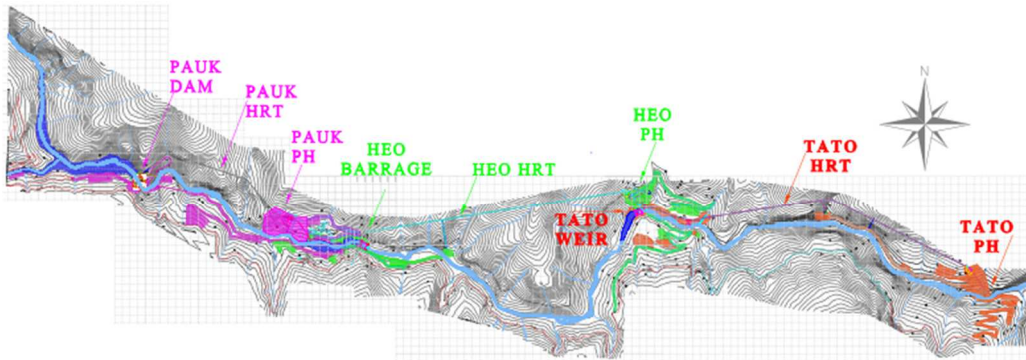 PAUK
DAM
PAUK
HRT
PAUK
PH
HEO
BARRAGE
HEO HRT
HEO
PH
TATO
WEIR
TATO
HRT
TATO
PH
N